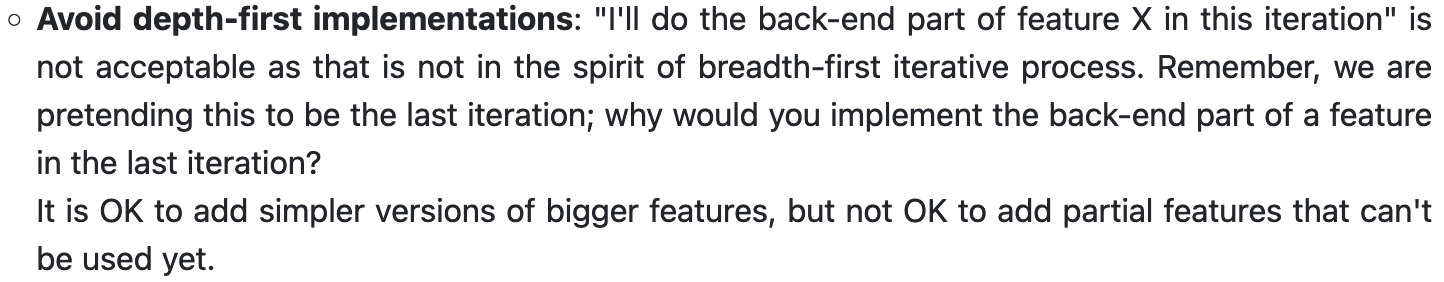 ○ Avoid depth-first implementations: "I'll do the back-end part of feature X in this iteration" is
not acceptable as that is not in the spirit of breadth-first iterative process. Remember, we are
pretending this to be the last iteration; why would you implement the back-end part of a feature
in the last iteration?
It is OK to add simpler versions of bigger features, but not OK to add partial features that can't
be used yet.